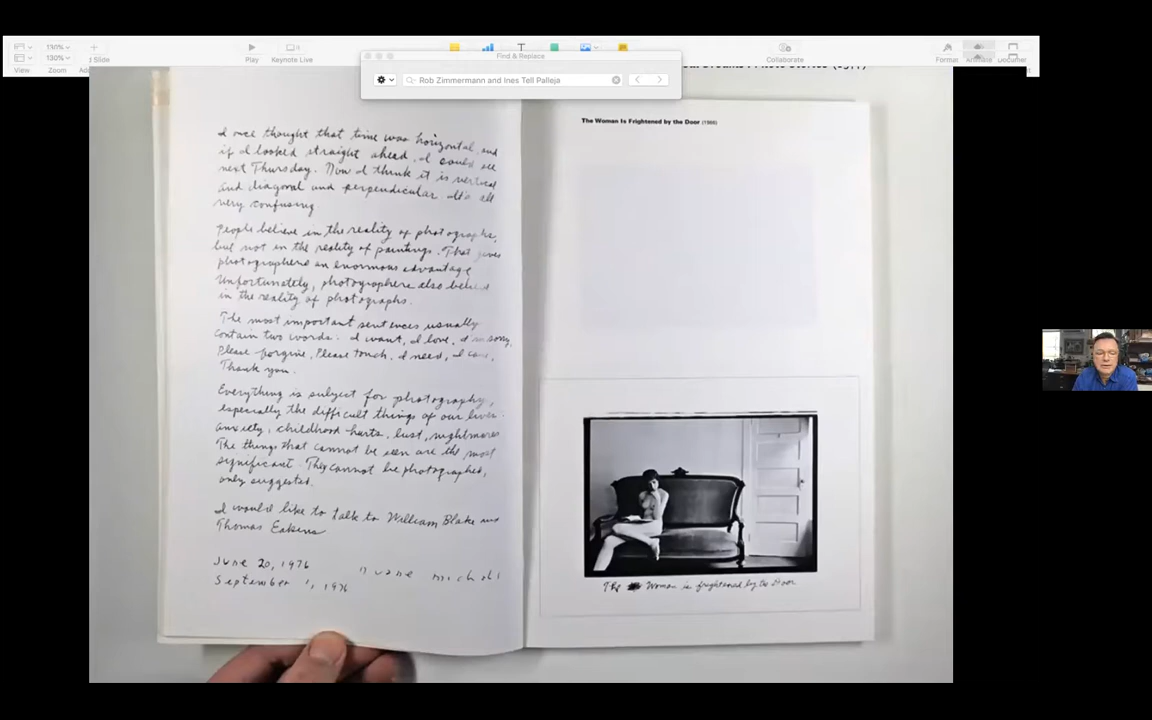 130%
130%
View
Zoom
Slide
Play
Keynote Live
T
Collaborate
Format
Animate
Document
Find & Replace
Rob Zimmermann and Ines Tell Palleja
I once thought that time was horizontal, and
if I looked straight ahead, I could see
next Thursday. Now I think it is vertical
and diagonal and perpendicular. It's all
very confusing.
People believe in the reality of photographs,
but not in the reality of paintings. That gives
photographers an enormous advantage
Unfortunately, photographers also believe
in the reality of photographs.
The most important sentences usually
contain two words: I want, I love, I'm sorry,
Please forgive, Please touch, I need, I care,
Thank you.
Everything is subject for photography,
especially the difficult things of our lives:
anxiety, childhood hurts, lust, nightmares
The things that cannot be seen are the most
significant. They cannot be photographed,
only suggested.
I would like to talk to William Blake and
Thomas Eakins
June 20, 1976
September 1, 1976
duane michals
The Woman Is Frightened by the Door (1966)
The Woman is frightened by the door